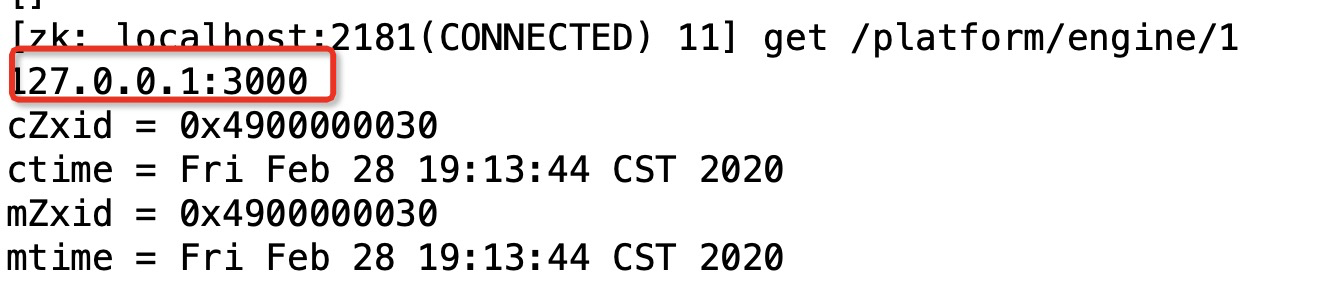 []
[zk: localhost:2181(CONNECTED) 11] get /platform/engine/1
127.0.0.1:3000
cZxid = 0x4900000030
ctime = Fri Feb 28 19:13:44 CST 2020
mZxid = 0x4900000030
mtime = Fri Feb 28 19:13:44 CST 2020